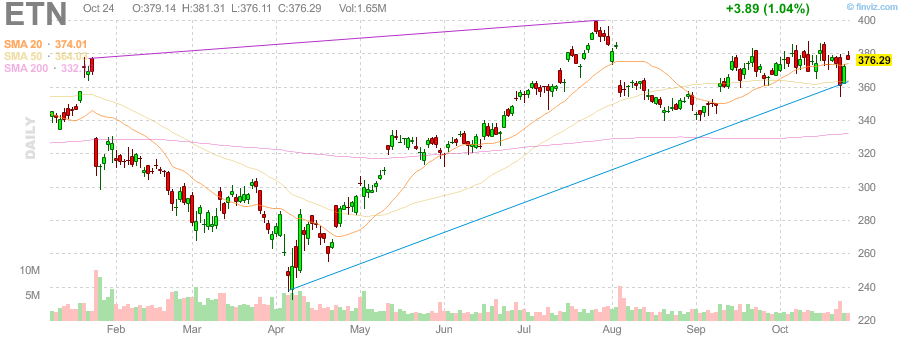 ETN Oct 24 O:379.14 H:381.31 L:376.11 C:376.29 Vol:1.65M +3.89 (1.04%) © finviz.com
SMA 20 · 374.01
SMA 50 · 364.03
SMA 200 · 332.
DAILY
400
380
376.29
360
340
320
300
280
260
240
220
10M
5M
Feb Mar Apr May Jun Jul Aug Sep Oct